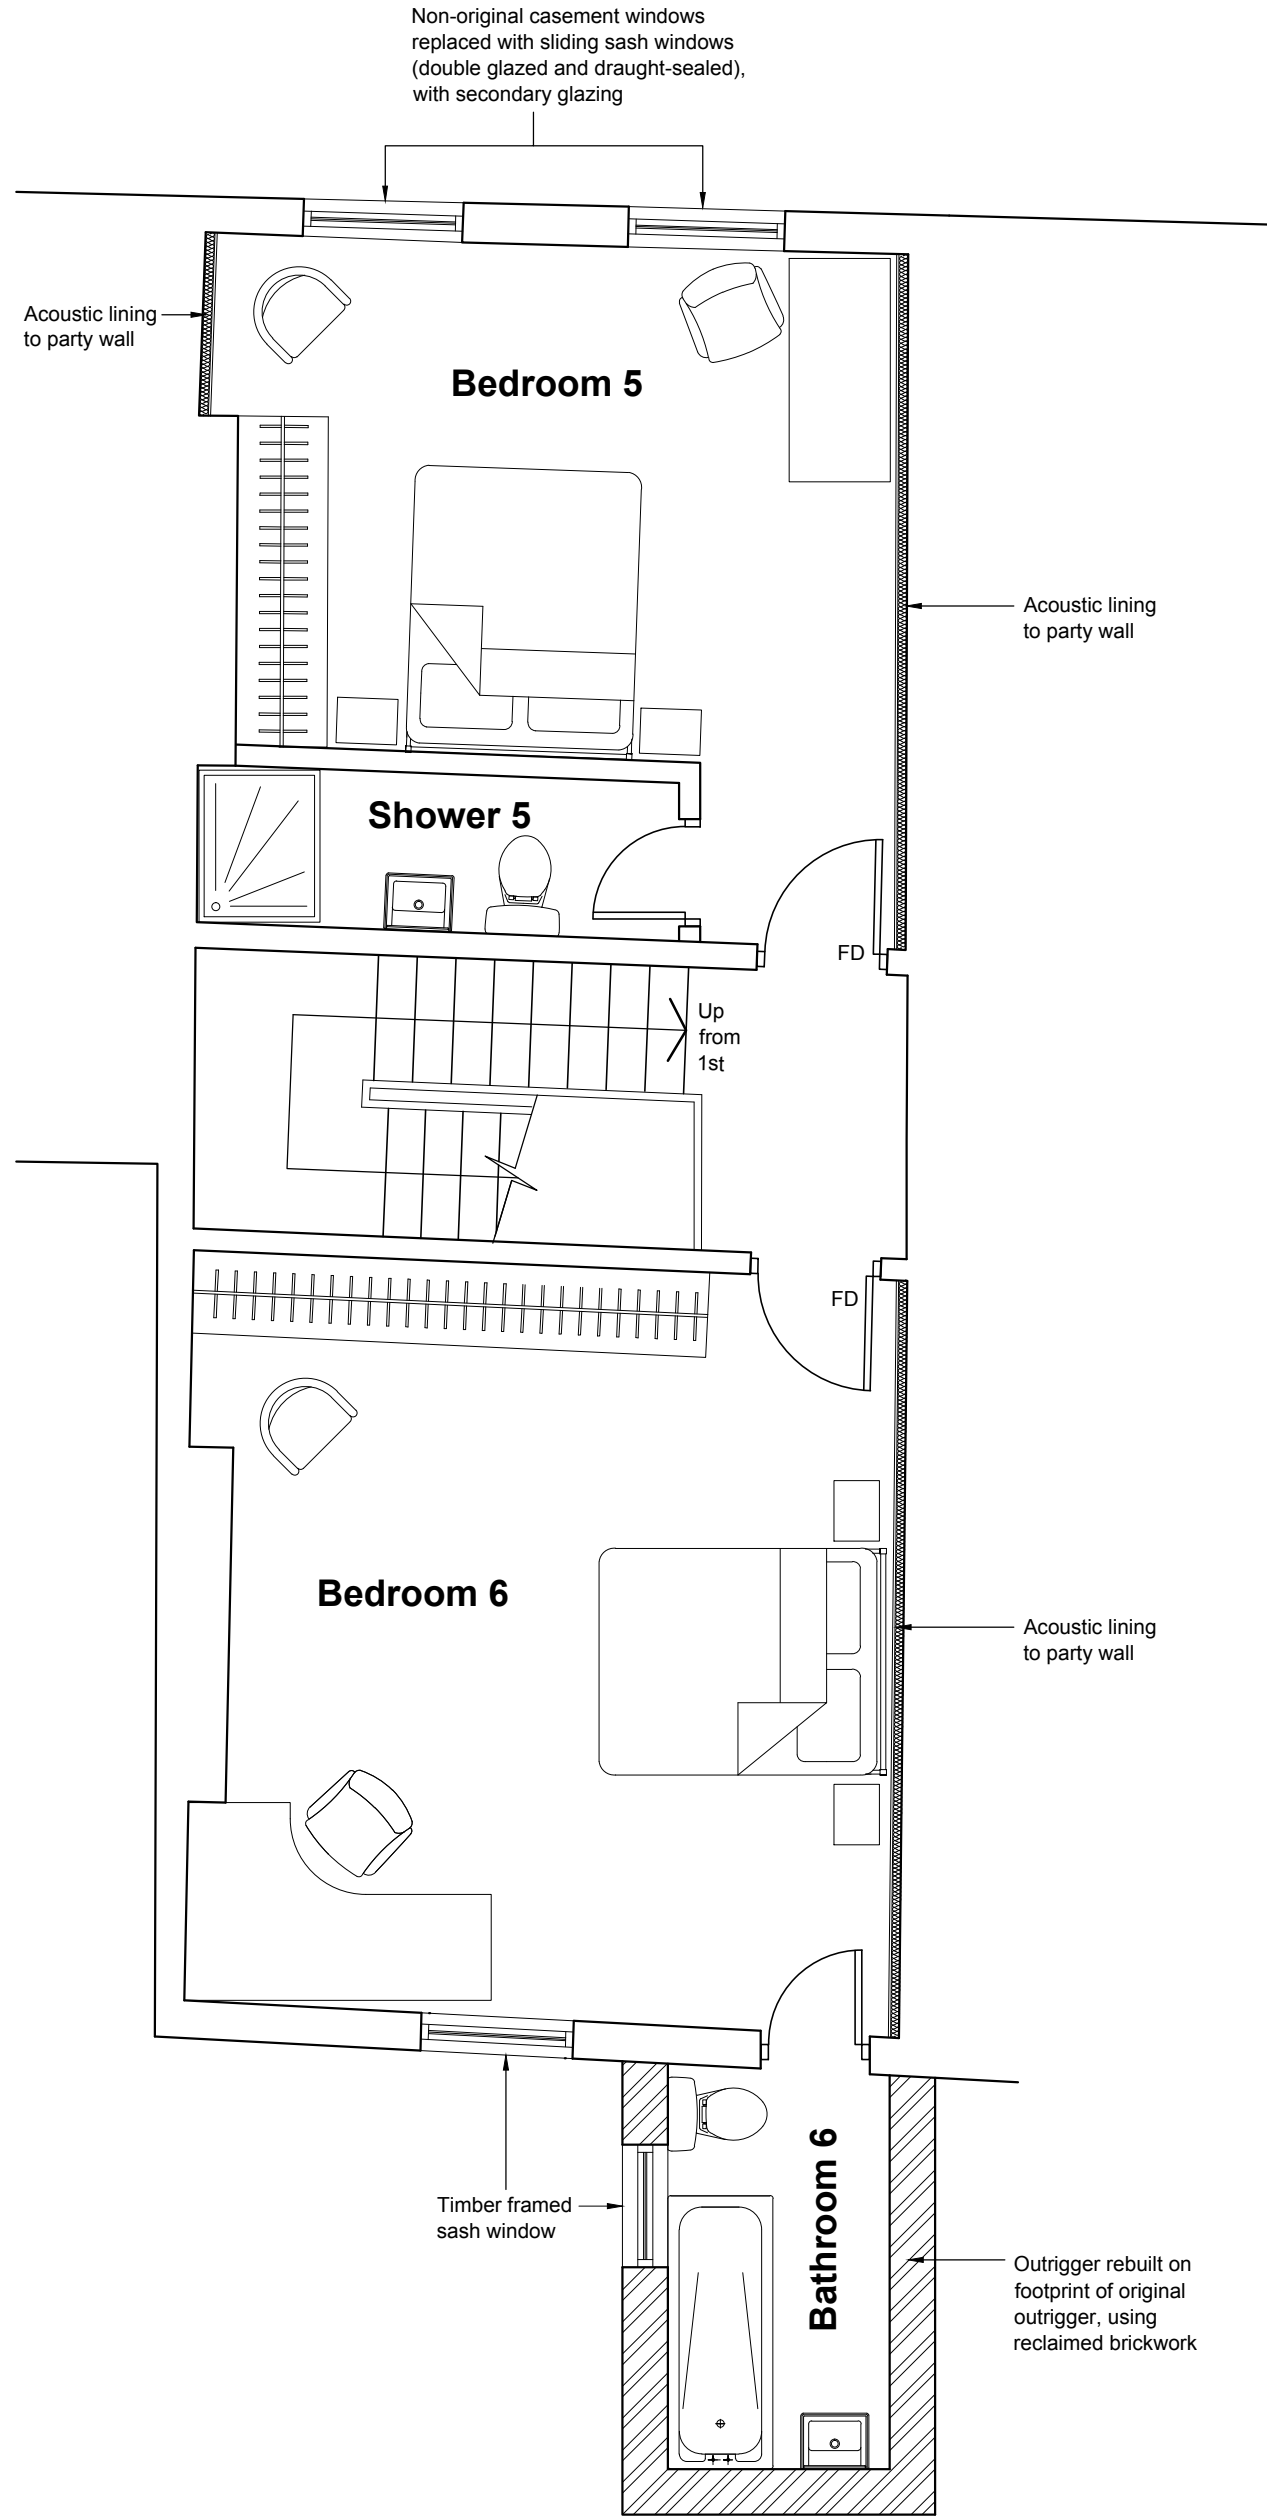 Non-original casement windows
replaced with sliding sash windows
(double glazed and draught-sealed),
with secondary glazing
Acoustic lining
to party wall
Bedroom 5
Acoustic lining
to party wall
Shower 5
FD
Up
from
1st
FD
Bedroom 6
Acoustic lining
to party wall
Timber framed
sash window
Bathroom 6
Outrigger rebuilt on
footprint of original
outrigger, using
reclaimed brickwork